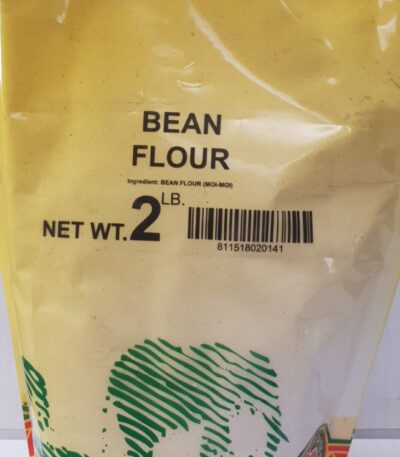 BEAN
FLOUR
Ingredient: BEAN FLOUR (MOI-MOI)
NET WT. 2 LB.
811518020141